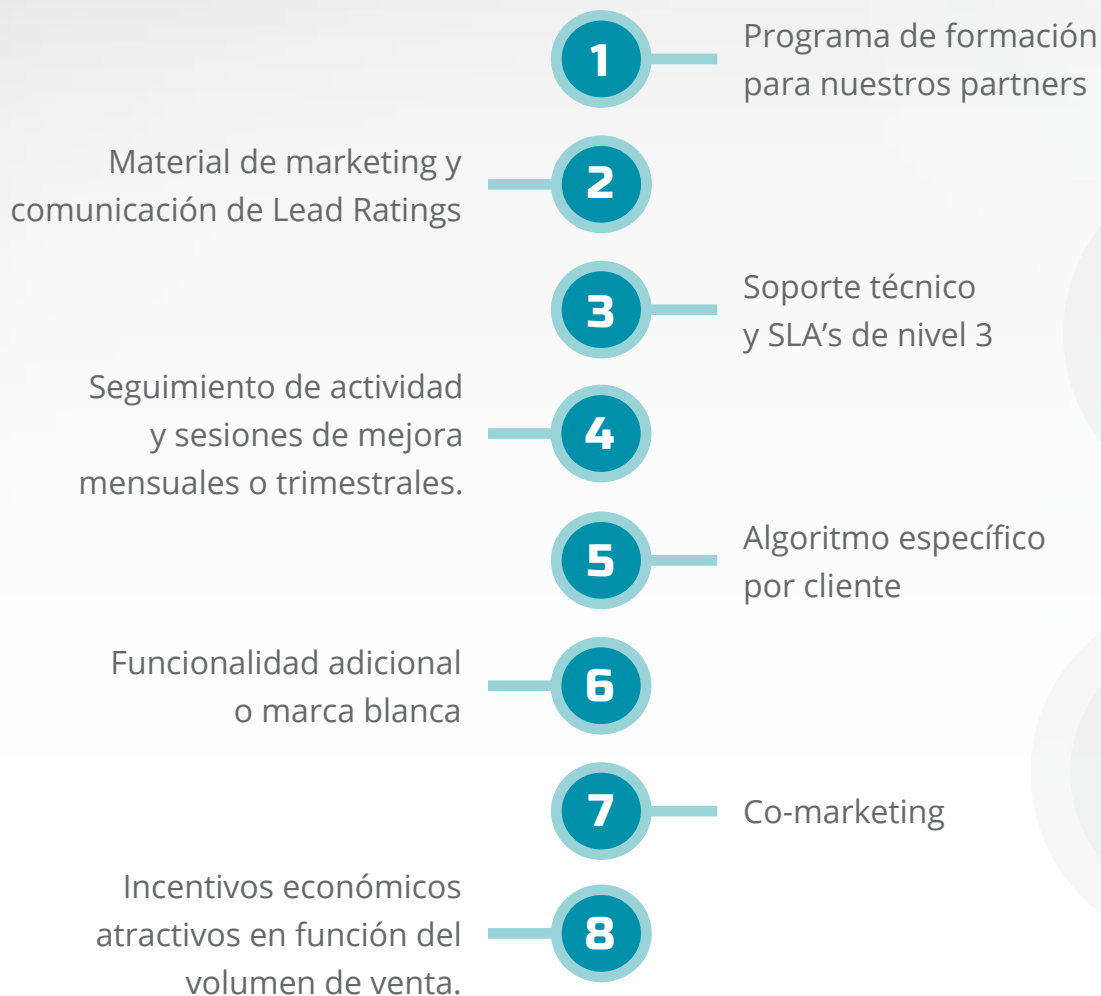 1
Programa de formación
para nuestros partners
2
Material de marketing y
comunicación de Lead Ratings
3
Soporte técnico
y SLA’s de nivel 3
4
Seguimiento de actividad
y sesiones de mejora
mensuales o trimestrales.
5
Algoritmo específico
por cliente
6
Funcionalidad adicional
o marca blanca
7
Co-marketing
8
Incentivos económicos
atractivos en función del
volumen de venta.